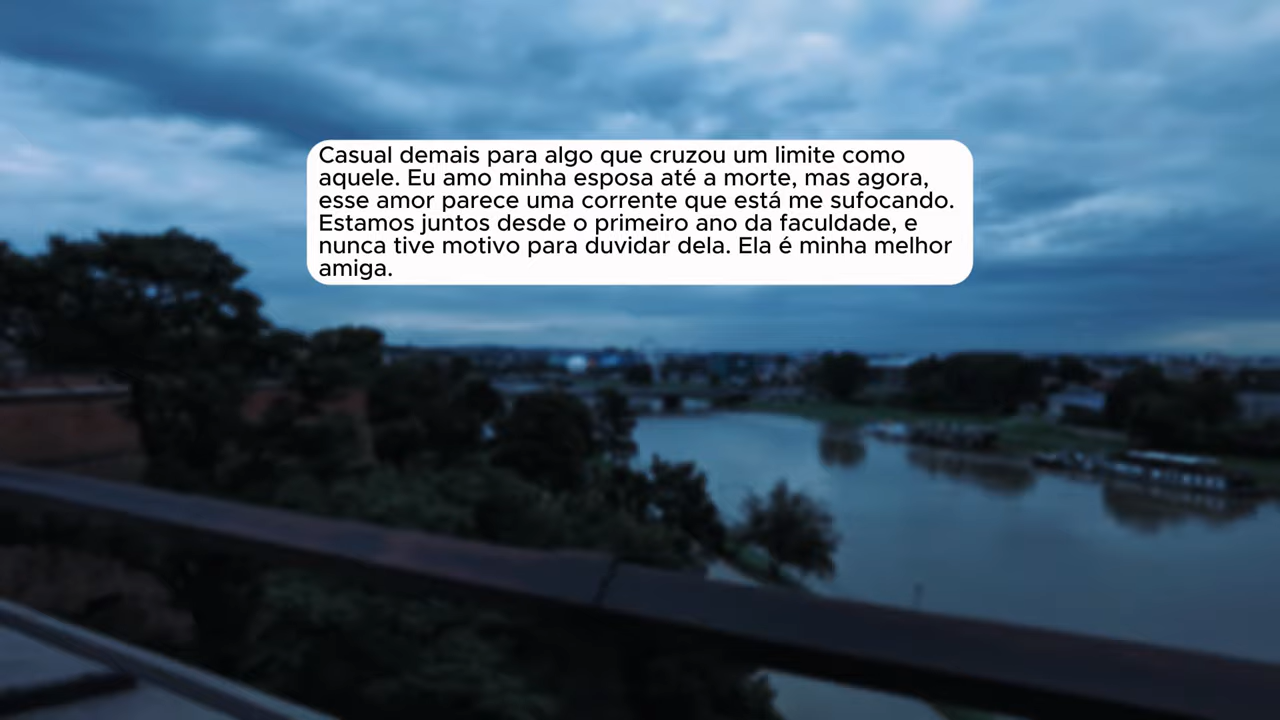 Casual demais para algo que cruzou um limite como
aquele. Eu amo minha esposa até a morte, mas agora,
esse amor parece uma corrente que está me sufocando.
Estamos juntos desde o primeiro ano da faculdade, e
nunca tive motivo para duvidar dela. Ela é minha melhor
amiga.